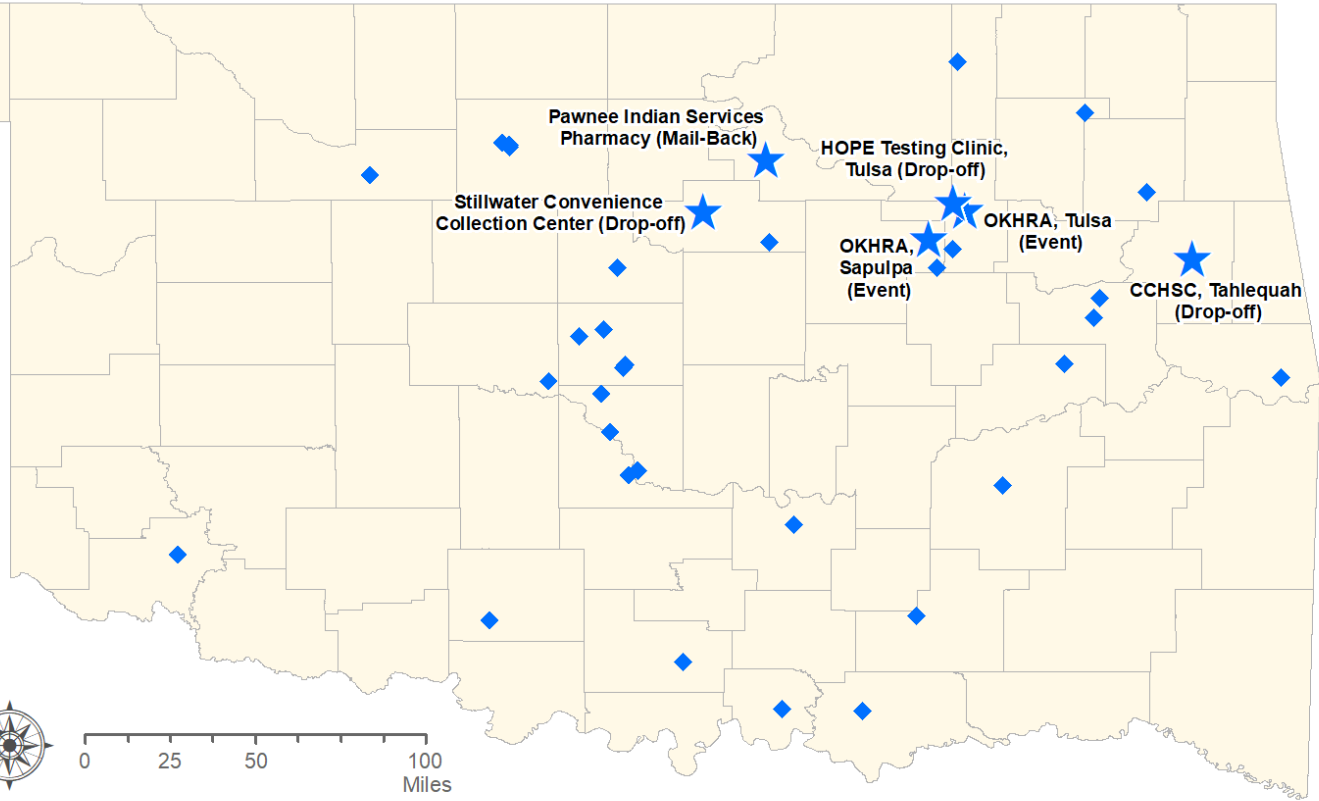 Pawnee Indian Services
Pharmacy (Mail-Back)
HOPE Testing Clinic,
Tulsa (Drop-off)
Stillwater Convenience
Collection Center (Drop-off)
OKHRA, Tulsa
(Event)
OKHRA,
Sapulpa
(Event)
CCHSC, Tahlequah
(Drop-off)
0 25 50 100
Miles